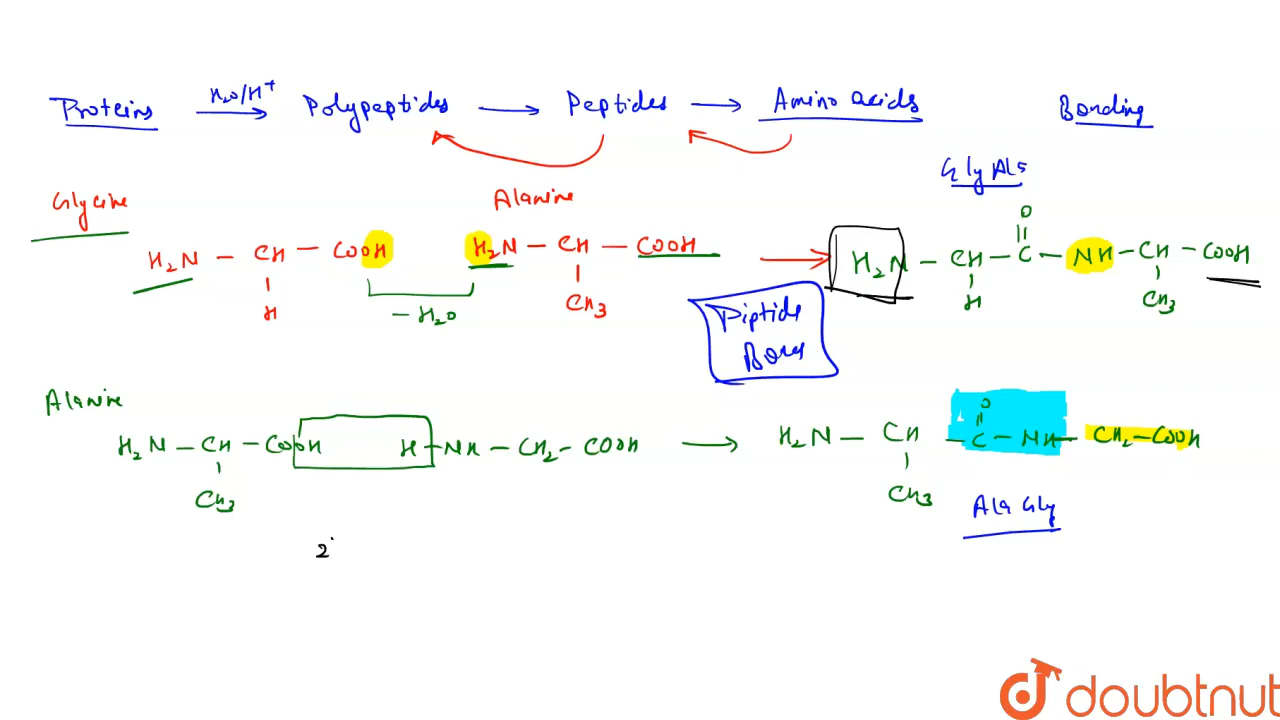 Proteins H2O/H+ Polypeptides → Peptides → Amino acids Bonding
Gly Ala
Glycine Alanine
H2N - CH - COOH H2N - CH - COOH → H2N - CH - C - NH - CH - COOH
O
H CH3 H CH3
- H2O
Piptide
Bond
Alanine
H2N - CH - COOH H - NH - CH2 - COOH → H2N - CH - C - NH - CH2 - COOH
O
CH3 CH3
Ala Gly
2
doubtnut